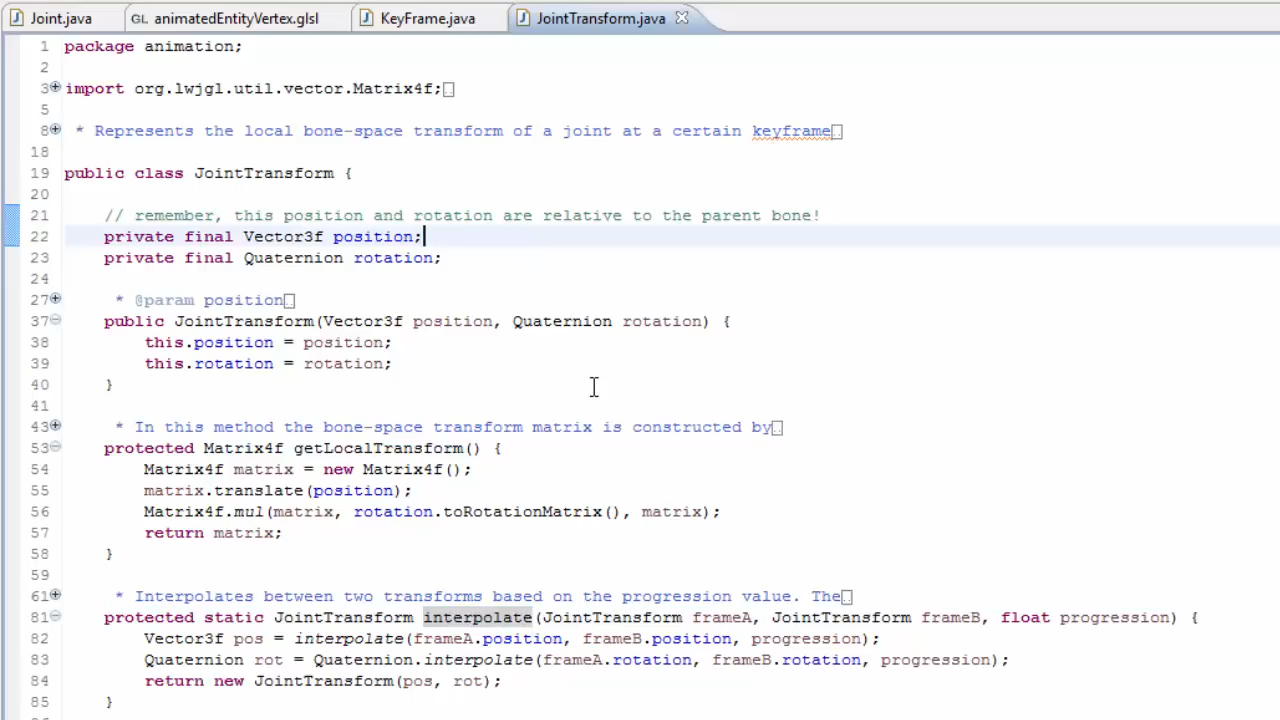 Joint.java GL animatedEntityVertex.glsl KeyFrame.java JointTransform.java
1 package animation;
2
3 import org.lwjgl.util.vector.Matrix4f;
5
8 * Represents the local bone-space transform of a joint at a certain keyframe
18
19 public class JointTransform {
20
21 // remember, this position and rotation are relative to the parent bone!
22 private final Vector3f position;
23 private final Quaternion rotation;
24
27 * @param position
37 public JointTransform(Vector3f position, Quaternion rotation) {
38 this.position = position;
39 this.rotation = rotation;
40 }
41
43 * In this method the bone-space transform matrix is constructed by
53 protected Matrix4f getLocalTransform() {
54 Matrix4f matrix = new Matrix4f();
55 matrix.translate(position);
56 Matrix4f.mul(matrix, rotation.toRotationMatrix(), matrix);
57 return matrix;
58 }
59
61 * Interpolates between two transforms based on the progression value. The
81 protected static JointTransform interpolate(JointTransform frameA, JointTransform frameB, float progression) {
82 Vector3f pos = interpolate(frameA.position, frameB.position, progression);
83 Quaternion rot = Quaternion.interpolate(frameA.rotation, frameB.rotation, progression);
84 return new JointTransform(pos, rot);
85 }